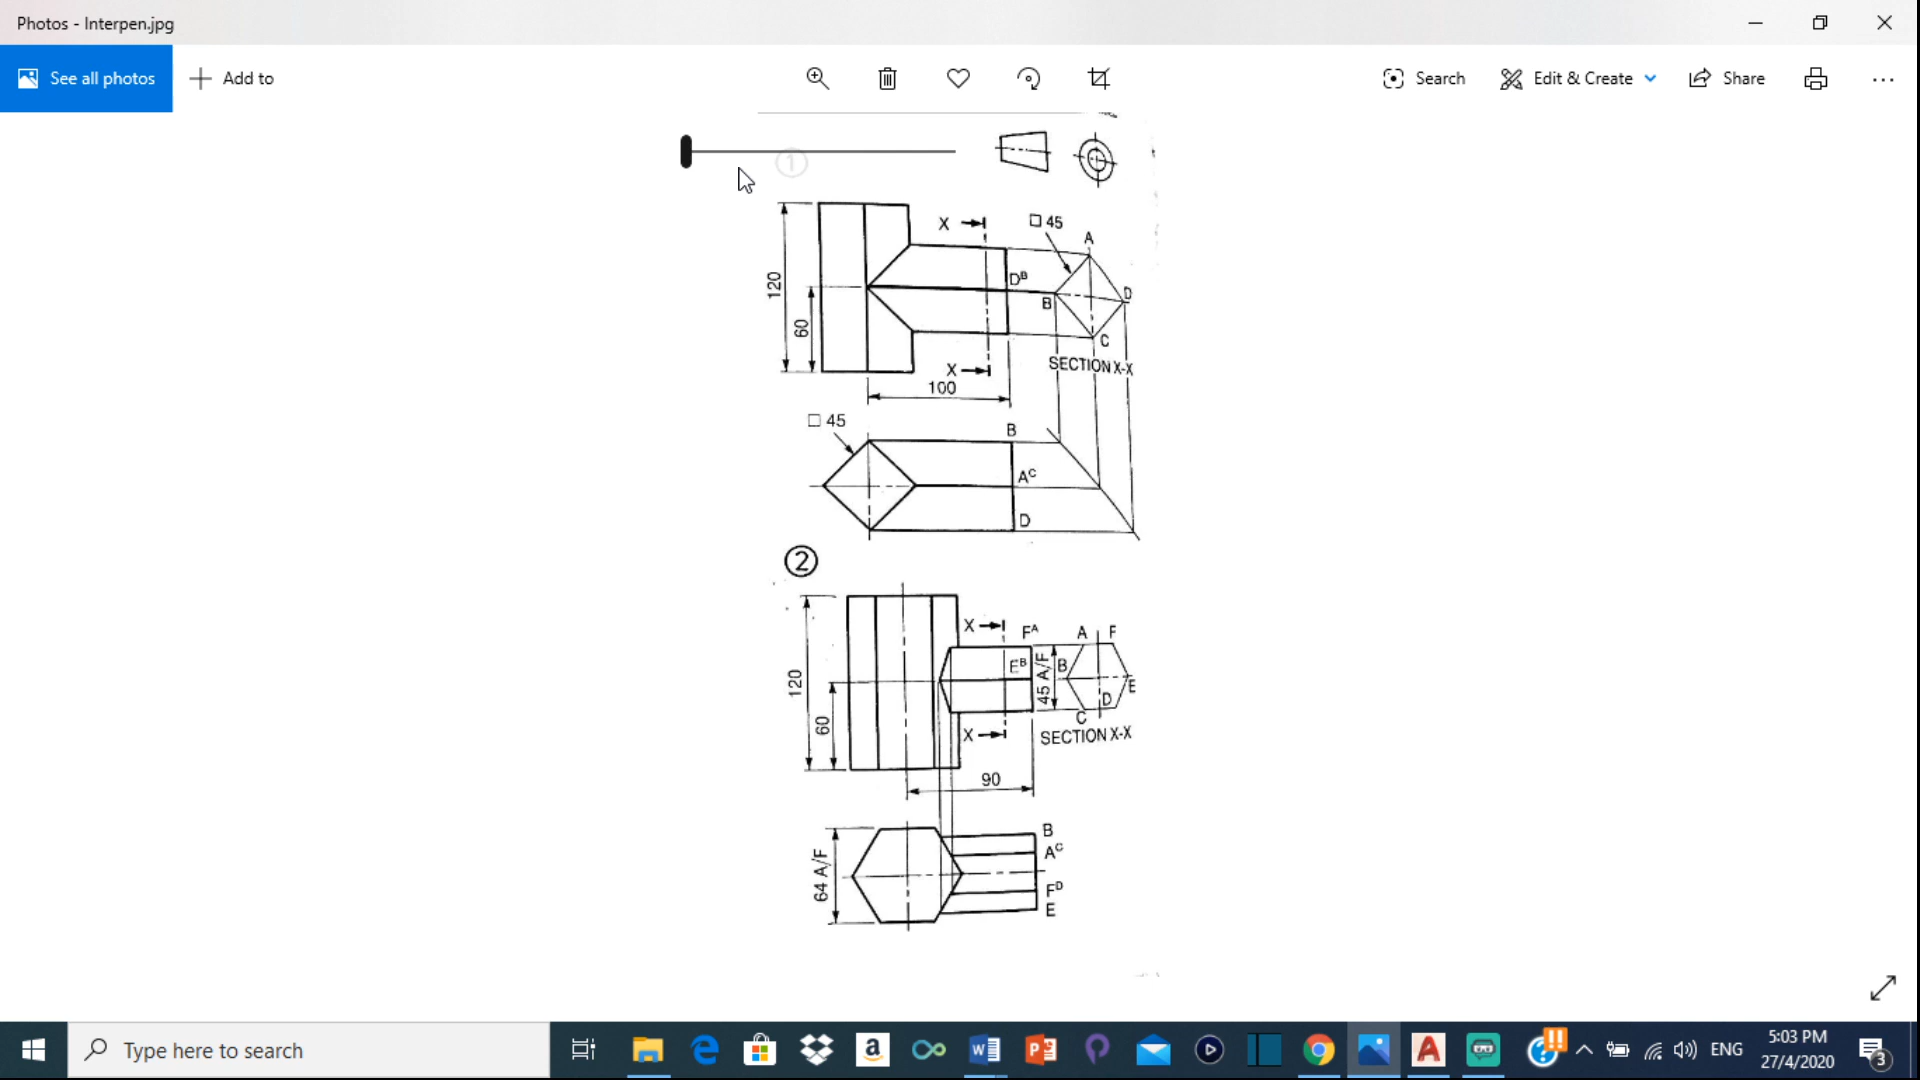 Photos - Interpen.jpg
See all photos
Add to
Search
Edit & Create
Share
1
X
□ 45
A
120
60
Dᴮ
B
D
C
X
SECTION X-X
100
□ 45
B
Aᶜ
D
2
X
Fᴬ
A F
120
60
Eᴮ
45 A/F
B
E
D
C
X
SECTION X-X
90
64 A/F
B
Aᶜ
Fᴰ
E
Type here to search
ENG
5:03 PM
27/4/2020
3